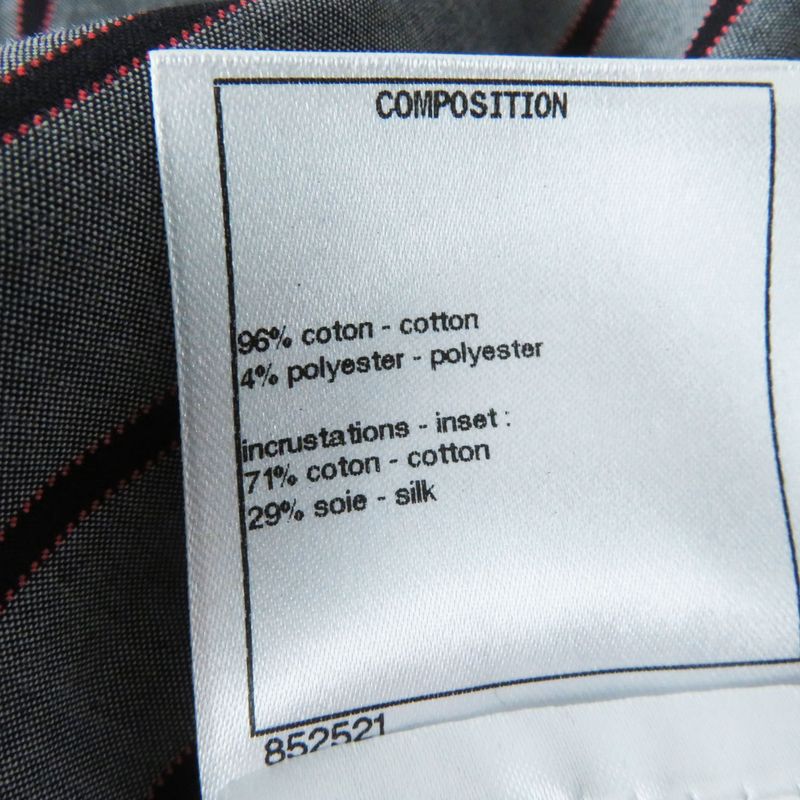 COMPOSITION
96% coton - cotton
4% polyester - polyester
incrustations - inset :
71% coton - cotton
29% soie - silk
852521